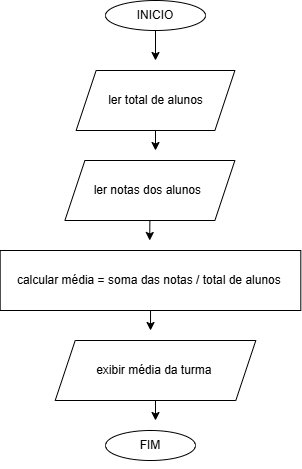 INICIO
ler total de alunos
ler notas dos alunos
calcular média = soma das notas / total de alunos
exibir média da turma
FIM